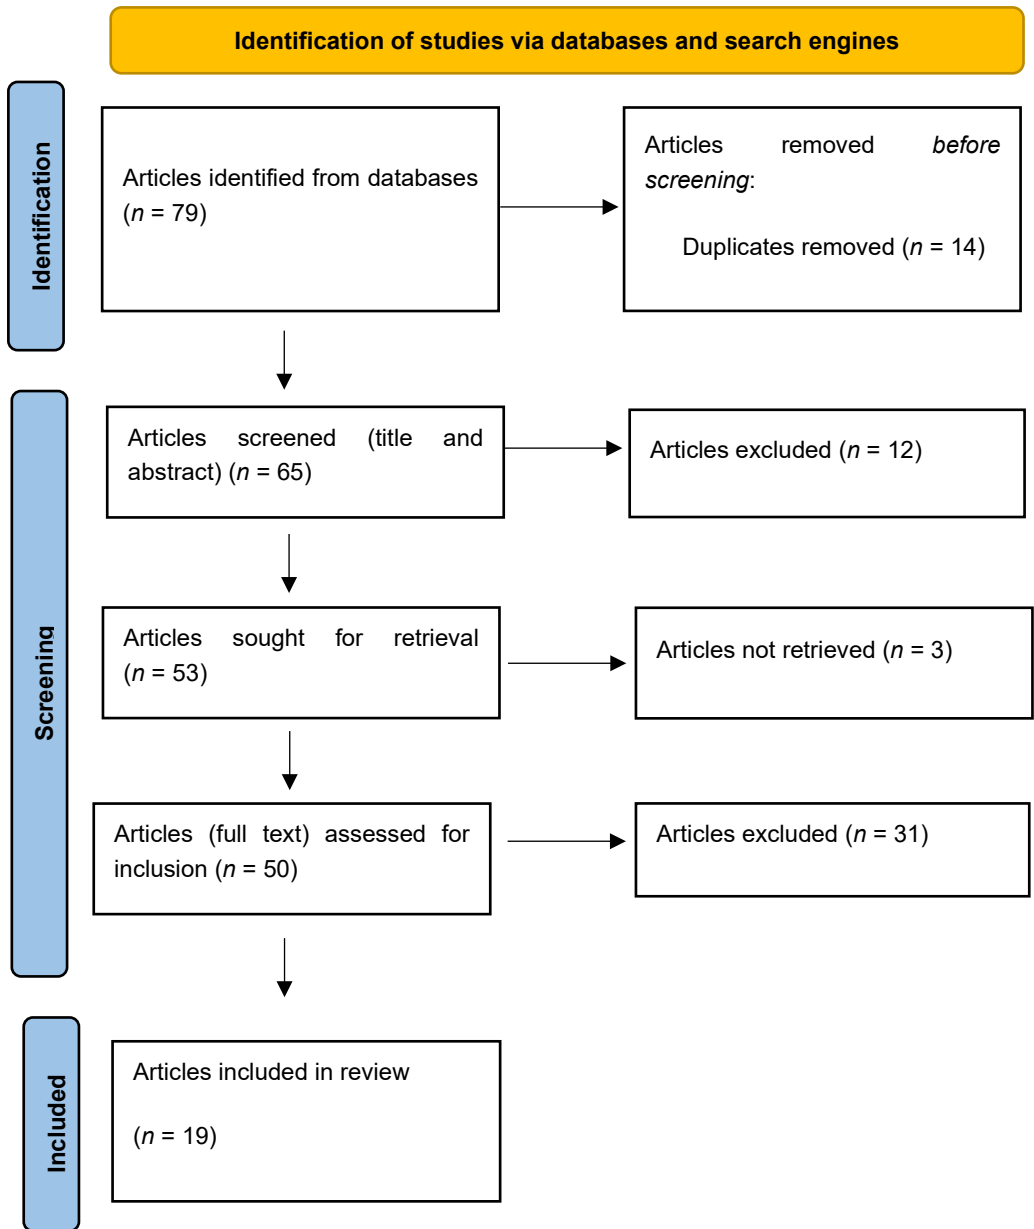 Identification of studies via databases and search engines
Identification
Articles identified from databases
(n = 79)
Articles removed before
screening:
Duplicates removed (n = 14)
Screening
Articles screened (title and
abstract) (n = 65)
Articles excluded (n = 12)
Articles sought for retrieval
(n = 53)
Articles not retrieved (n = 3)
Articles (full text) assessed for
inclusion (n = 50)
Articles excluded (n = 31)
Included
Articles included in review
(n = 19)